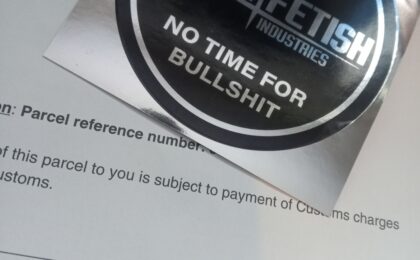 FETISH
INDUSTRIES
NO TIME FOR
BULLSHIT
Parcel reference number:
of this parcel to you is subject to payment of Customs charges